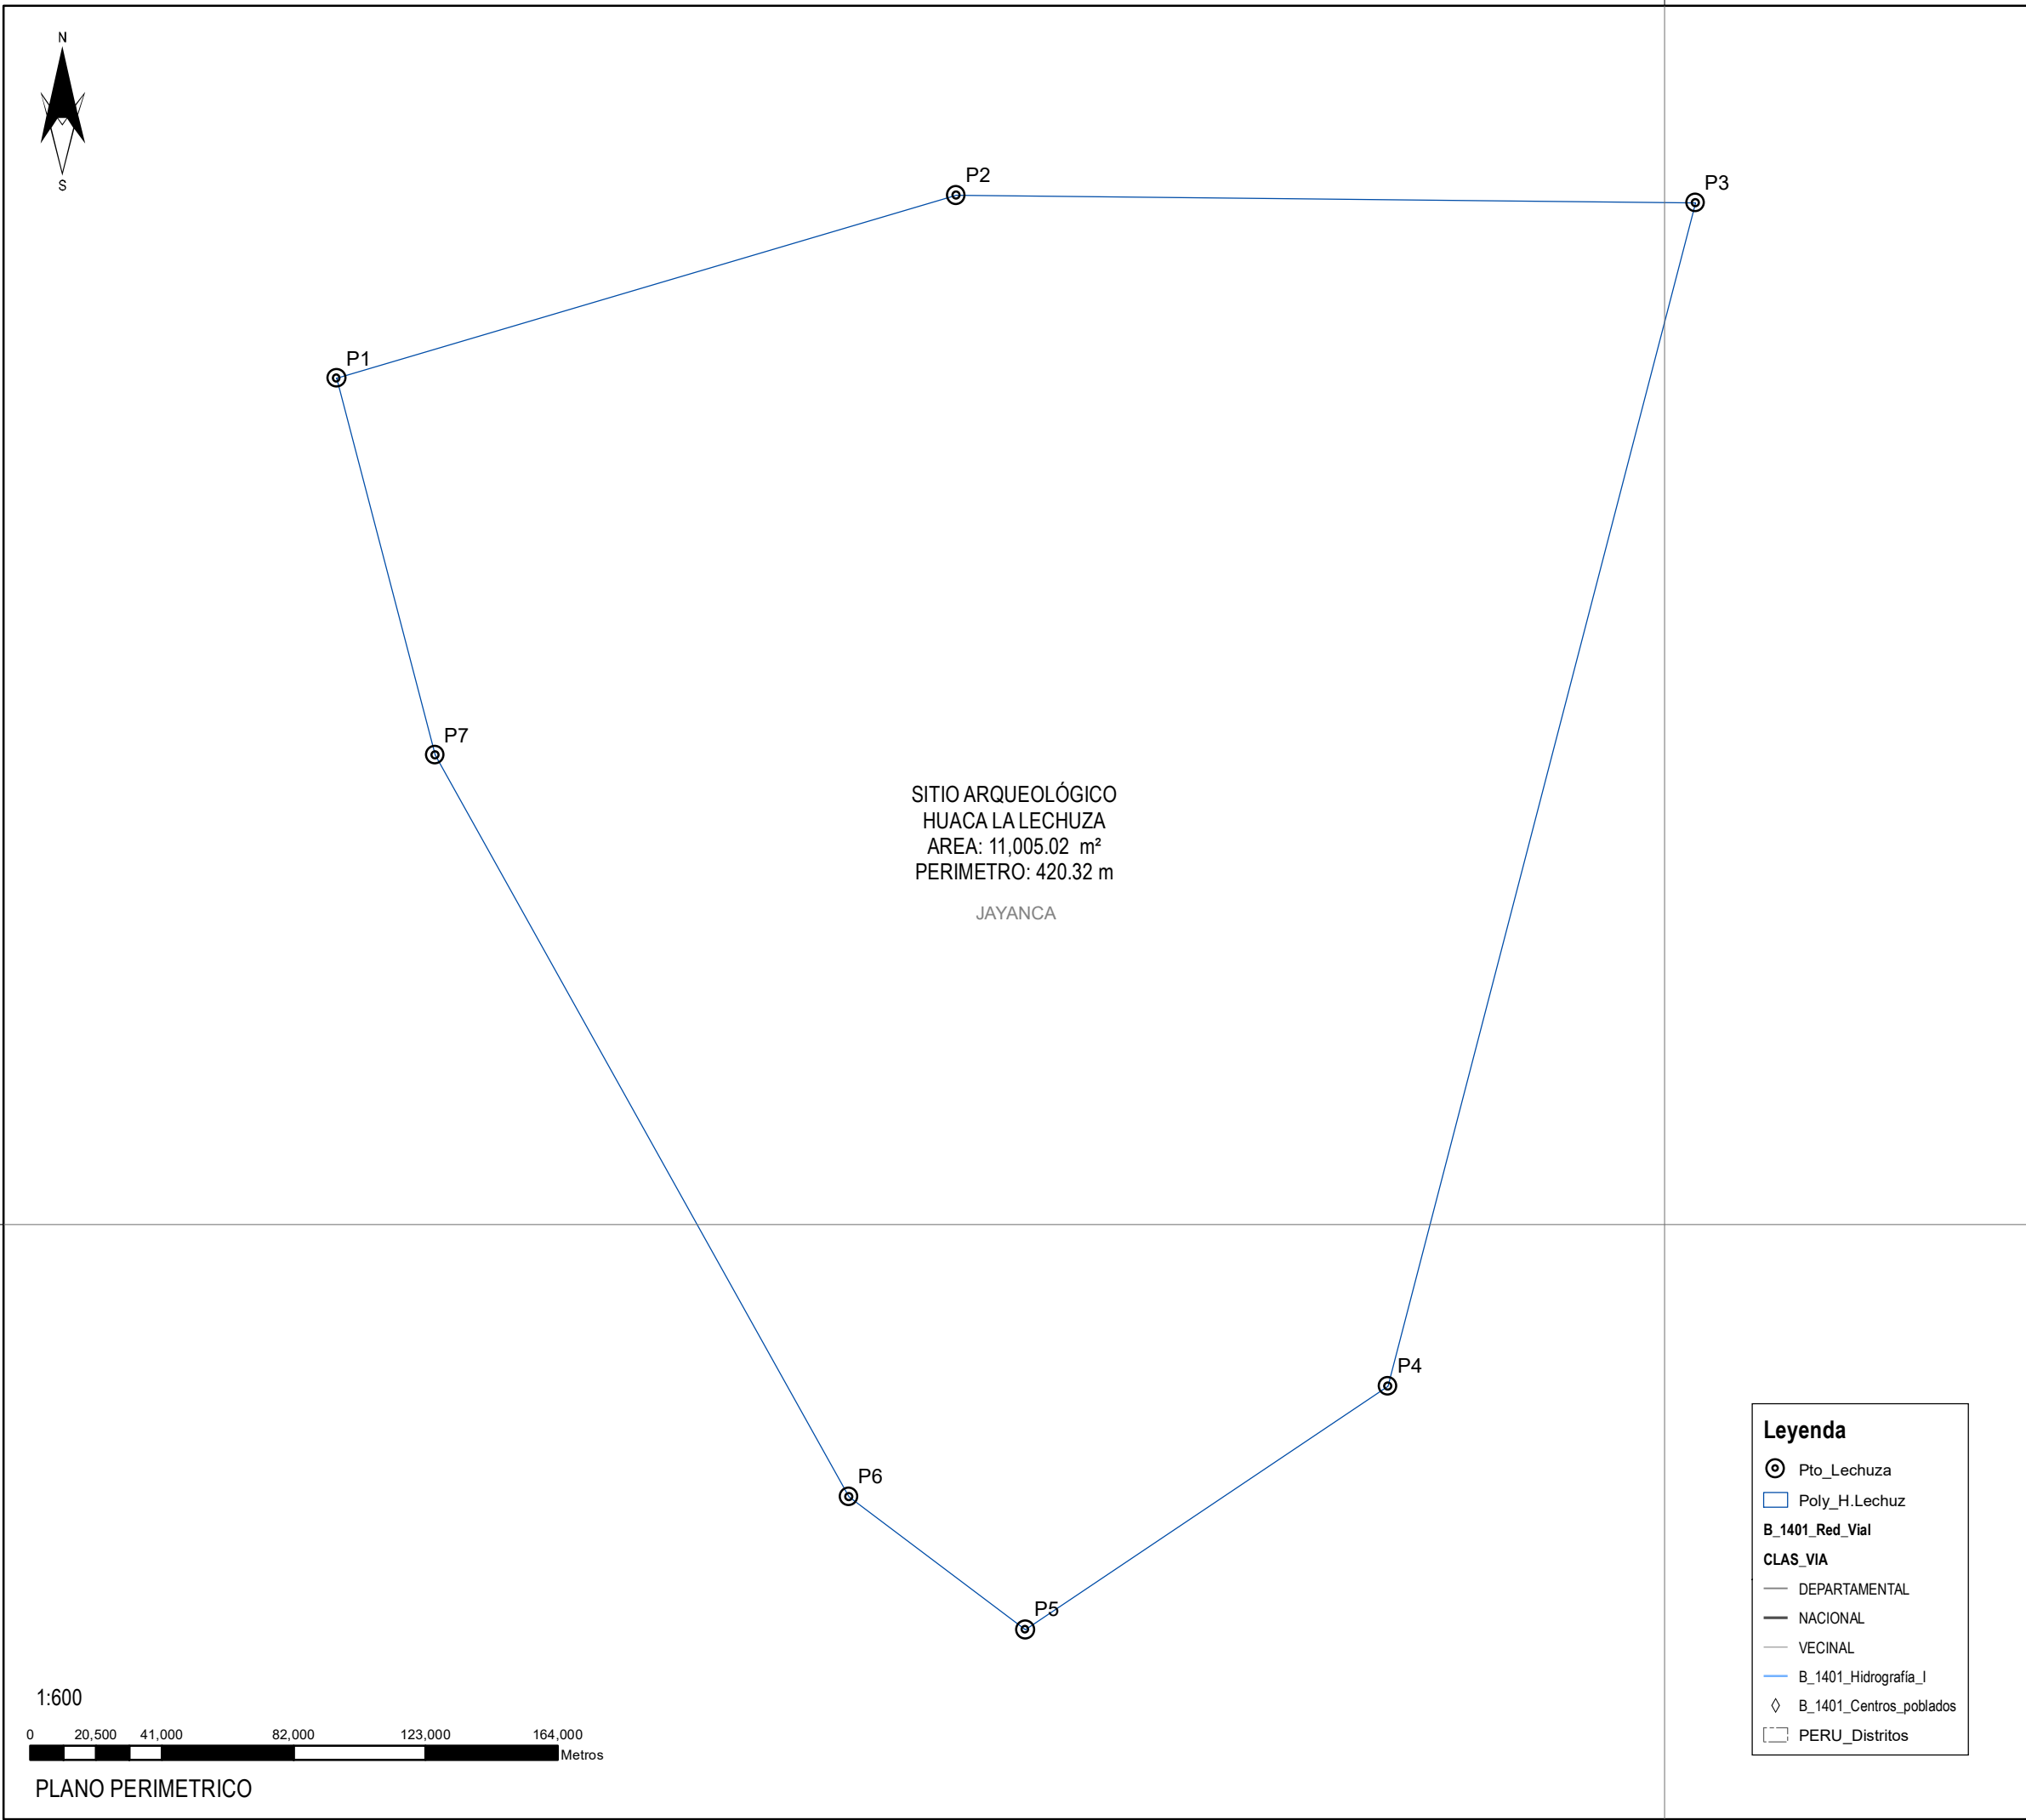 N
S
P2
P3
P1
P7
SITIO ARQUEOLÓGICO
HUACA LA LECHUZA
AREA: 11,005.02 m²
PERIMETRO: 420.32 m
JAYANCA
P4
P6
P5
Leyenda
Pto_Lechuza
Poly_H.Lechuz
B_1401_Red_Vial
CLAS_VIA
DEPARTAMENTAL
NACIONAL
VECINAL
B_1401_Hidrografía_l
B_1401_Centros_poblados
PERU_Distritos
1:600
0 20,500 41,000 82,000 123,000 164,000
Metros
PLANO PERIMETRICO